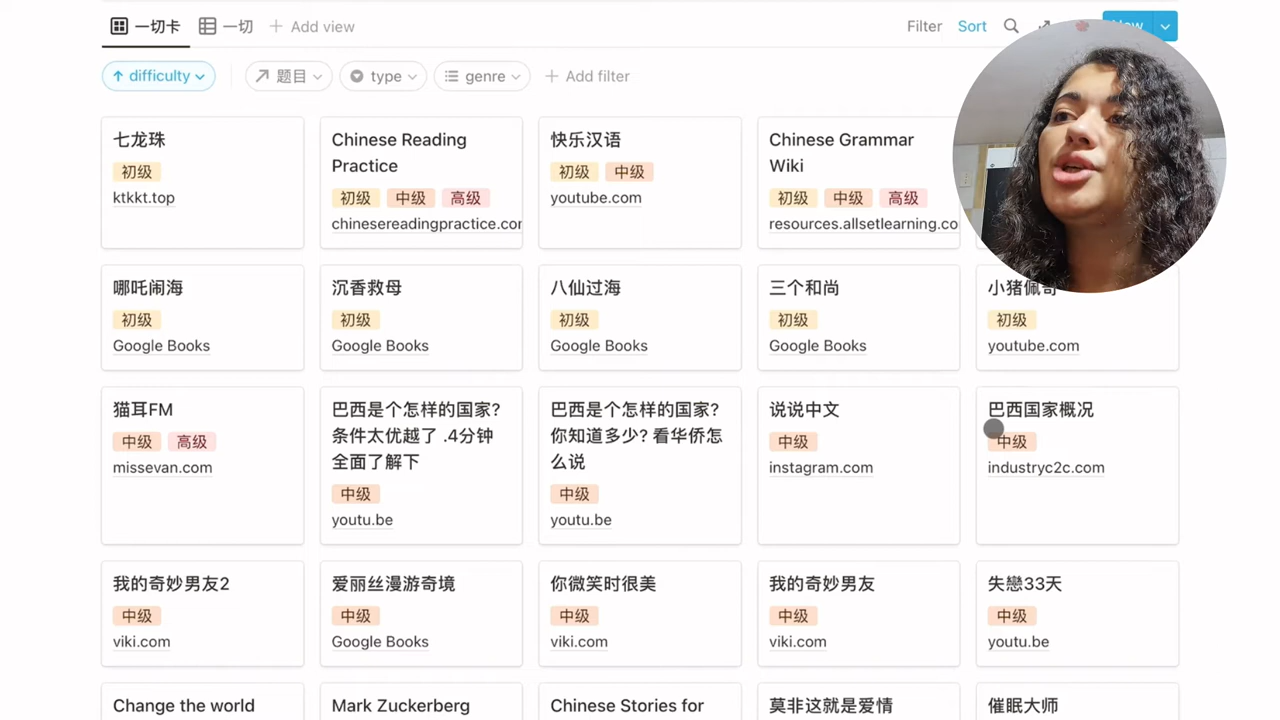 一切卡
一切
Add view
Filter
Sort
difficulty
题目
type
genre
Add filter
七龙珠
初级
ktkkt.top
Chinese Reading
Practice
初级 中级 高级
chinesereadingpractice.con
快乐汉语
初级 中级
youtube.com
Chinese Grammar
Wiki
初级 中级 高级
resources.allsetlearning.co
哪吒闹海
初级
Google Books
沉香救母
初级
Google Books
八仙过海
初级
Google Books
三个和尚
初级
Google Books
小猪佩奇
初级
youtube.com
猫耳FM
中级 高级
missevan.com
巴西是个怎样的国家?
条件太优越了 .4分钟
全面了解下
中级
youtu.be
巴西是个怎样的国家?
你知道多少? 看华侨怎
么说
中级
youtu.be
说说中文
中级
instagram.com
巴西国家概况
中级
industryc2c.com
我的奇妙男友2
中级
viki.com
爱丽丝漫游奇境
中级
Google Books
你微笑时很美
中级
viki.com
我的奇妙男友
中级
viki.com
失戀33天
中级
youtu.be
Change the world
Mark Zuckerberg
Chinese Stories for
莫非这就是爱情
催眠大师